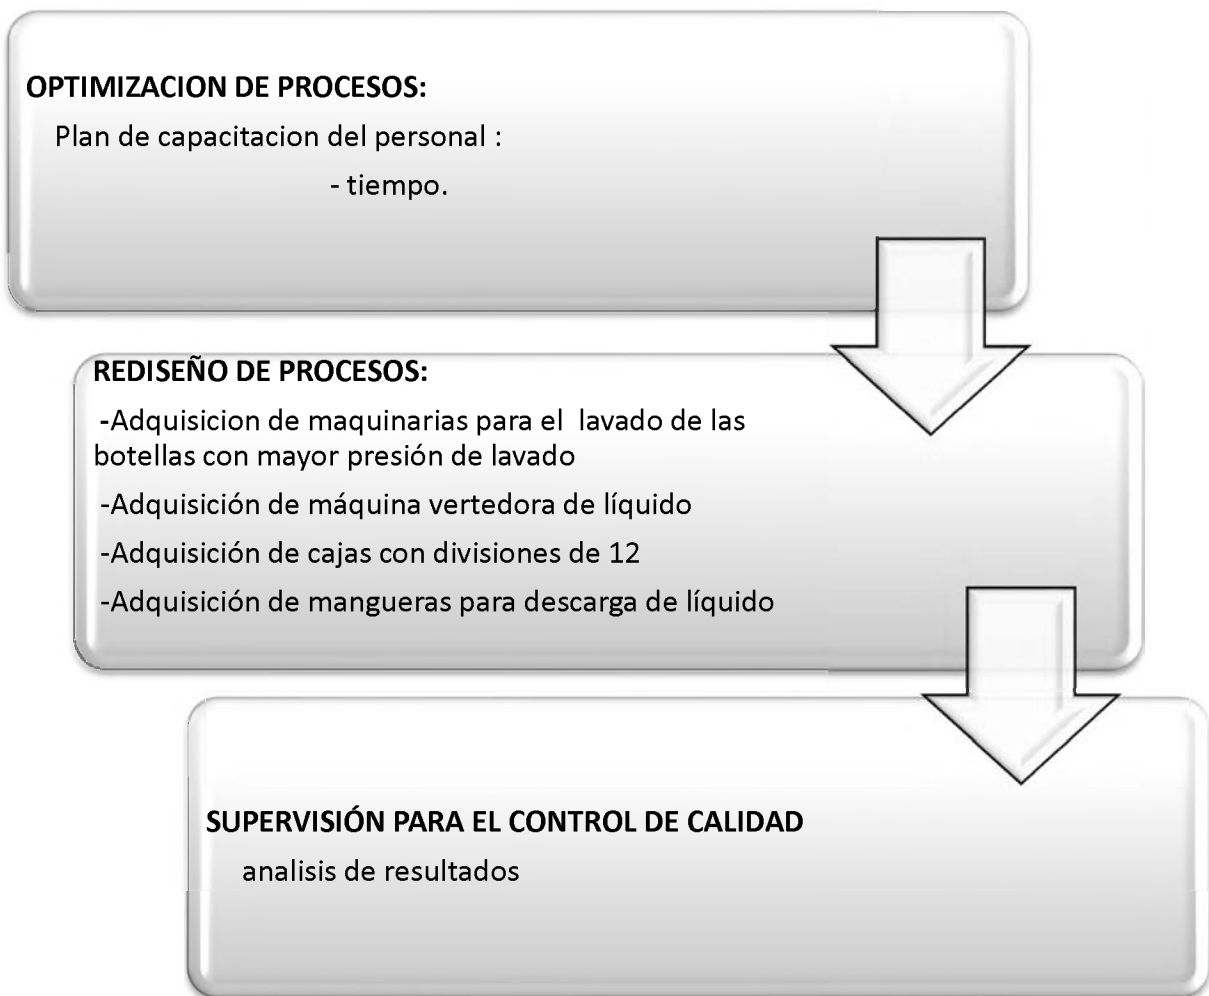 OPTIMIZACION DE PROCESOS:
Plan de capacitacion del personal :
- tiempo.
REDISEÑO DE PROCESOS:
-Adquisicion de maquinarias para el  lavado de las
botellas con mayor presión de lavado
-Adquisición de máquina vertedora de líquido
-Adquisición de cajas con divisiones de 12
-Adquisición de mangueras para descarga de líquido
SUPERVISIÓN PARA EL CONTROL DE CALIDAD
analisis de resultados